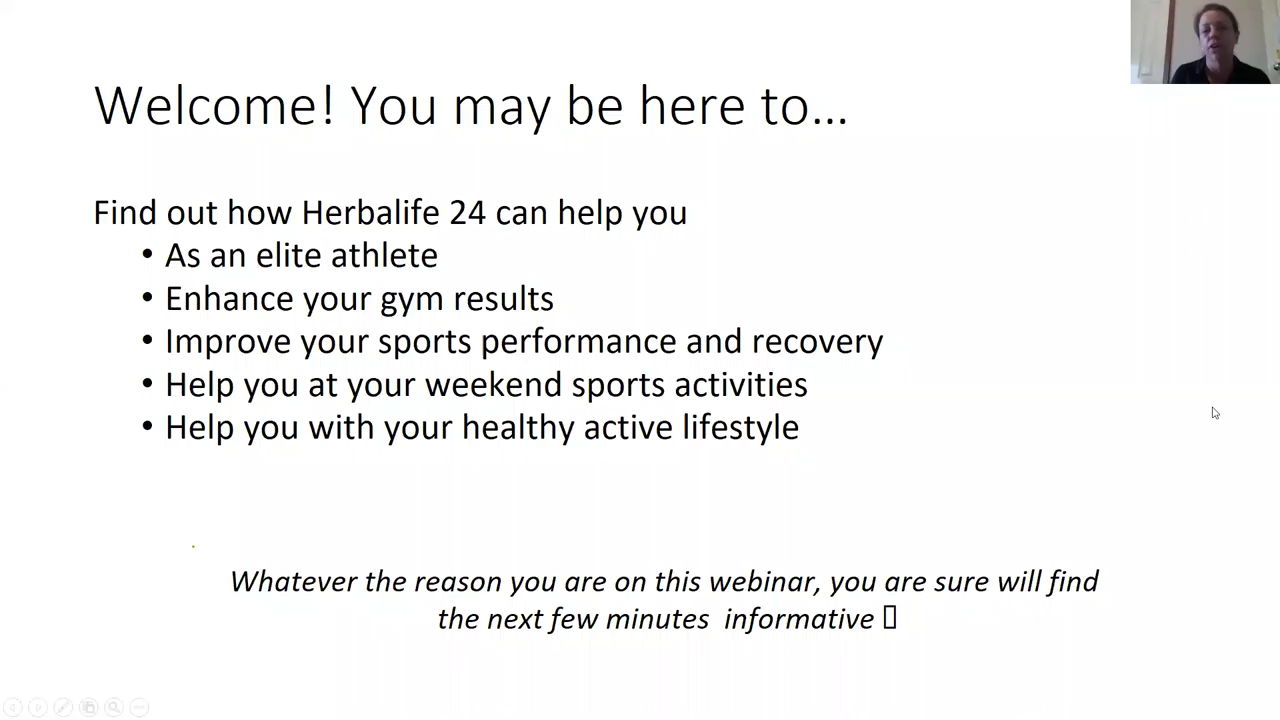 Welcome! You may be here to...
Find out how Herbalife 24 can help you
• As an elite athlete
• Enhance your gym results
• Improve your sports performance and recovery
• Help you at your weekend sports activities
• Help you with your healthy active lifestyle
Whatever the reason you are on this webinar, you are sure will find
the next few minutes  informative